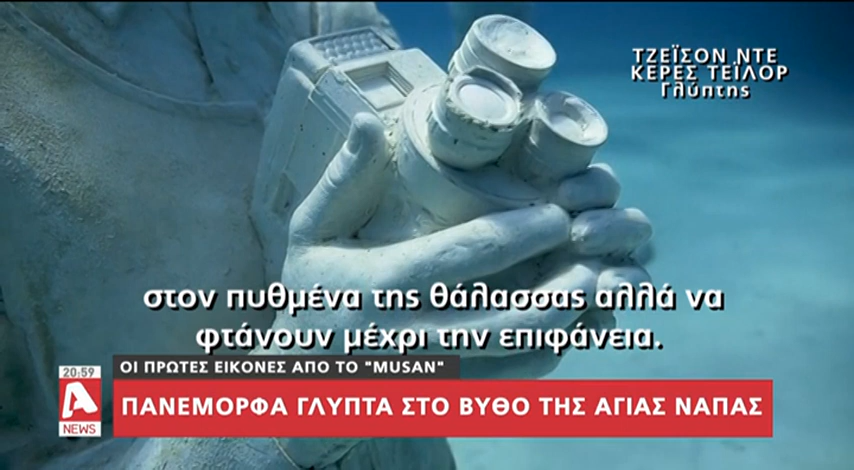 ΤΖΕΪΣΟΝ ΝΤΕ
ΚΕΡΕΣ ΤΕΪΛΟΡ
Γλύπτης
στον πυθμένα της θάλασσας αλλά να
φτάνουν μέχρι την επιφάνεια.
20:59
ΟΙ ΠΡΩΤΕΣ ΕΙΚΟΝΕΣ ΑΠΟ ΤΟ "MUSAN"
A
NEWS
ΠΑΝΕΜΟΡΦΑ ΓΛΥΠΤΑ ΣΤΟ ΒΥΘΟ ΤΗΣ ΑΓΙΑΣ ΝΑΠΑΣ